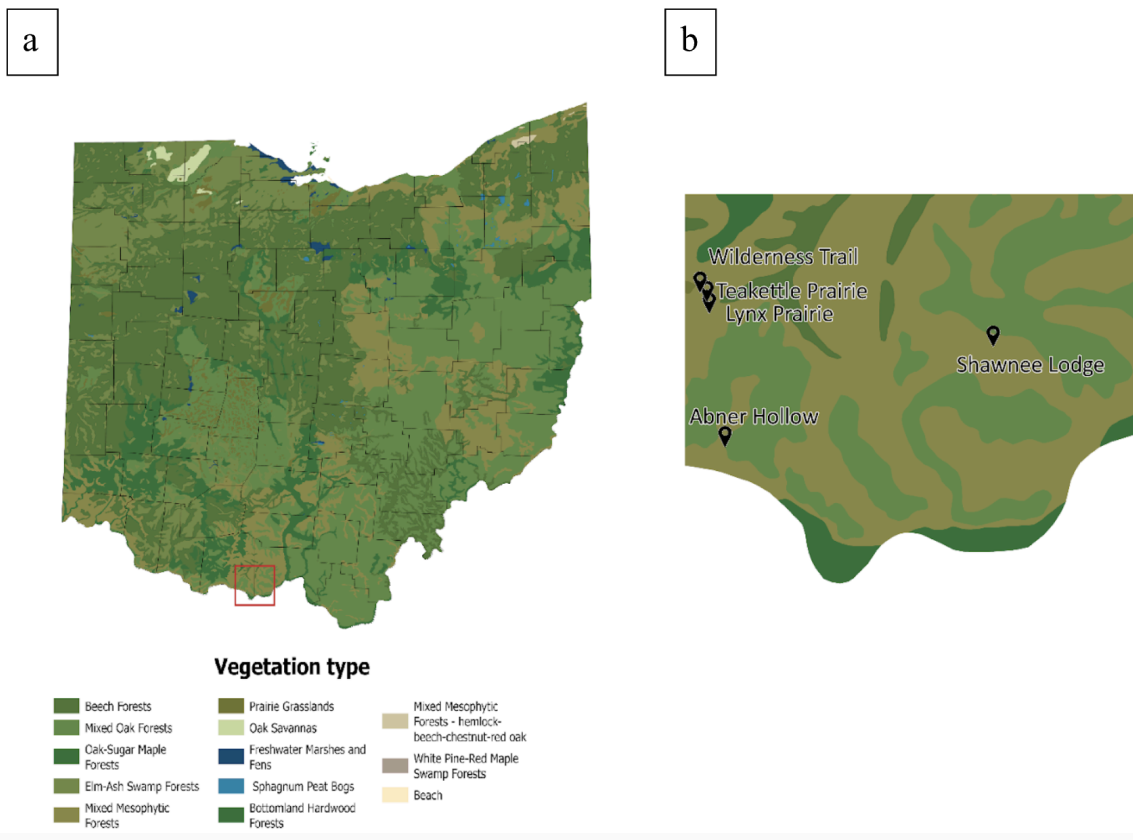 a
b
Wilderness Trail
Teakettle Prairie
Lynx Prairie
Shawnee Lodge
Abner Hollow
Vegetation type
Beech Forests
Mixed Oak Forests
Oak-Sugar Maple
Forests
Elm-Ash Swamp Forests
Mixed Mesophytic
Forests
Prairie Grasslands
Oak Savannas
Freshwater Marshes and
Fens
Sphagnum Peat Bogs
Bottomland Hardwood
Forests
Mixed Mesophytic
Forests - hemlock-
beech-chestnut-red oak
White Pine-Red Maple
Swamp Forests
Beach